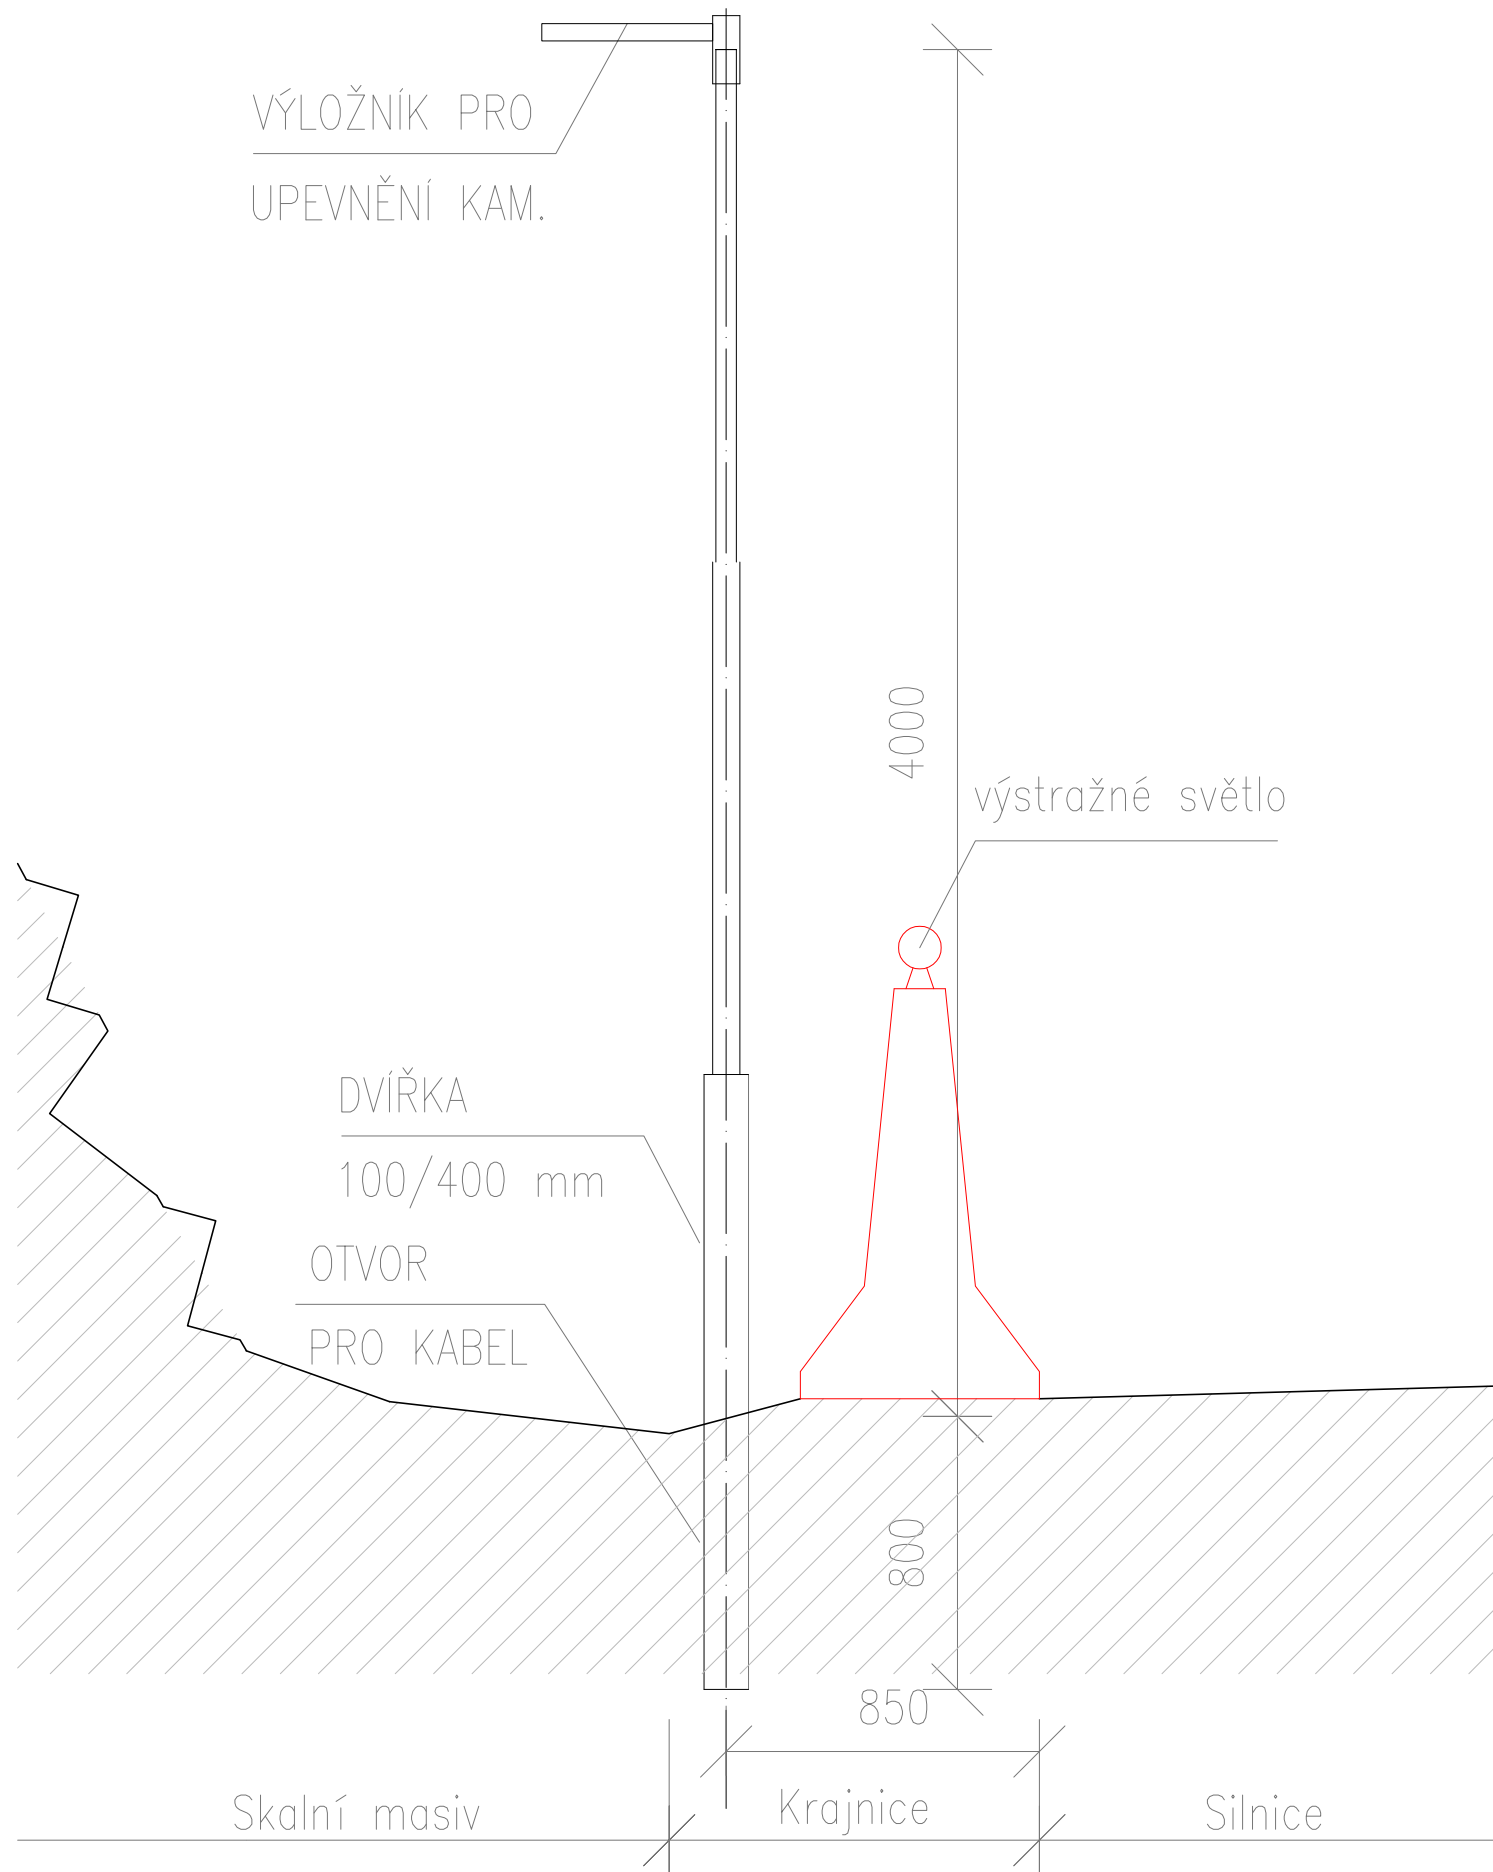 VÝLOŽNÍK PRO
UPEVNĚNÍ KAM.
4000
výstražné světlo
DVÍŘKA
100/400 mm
OTVOR
PRO KABEL
800
850
Skalní masiv
Krajnice
Silnice